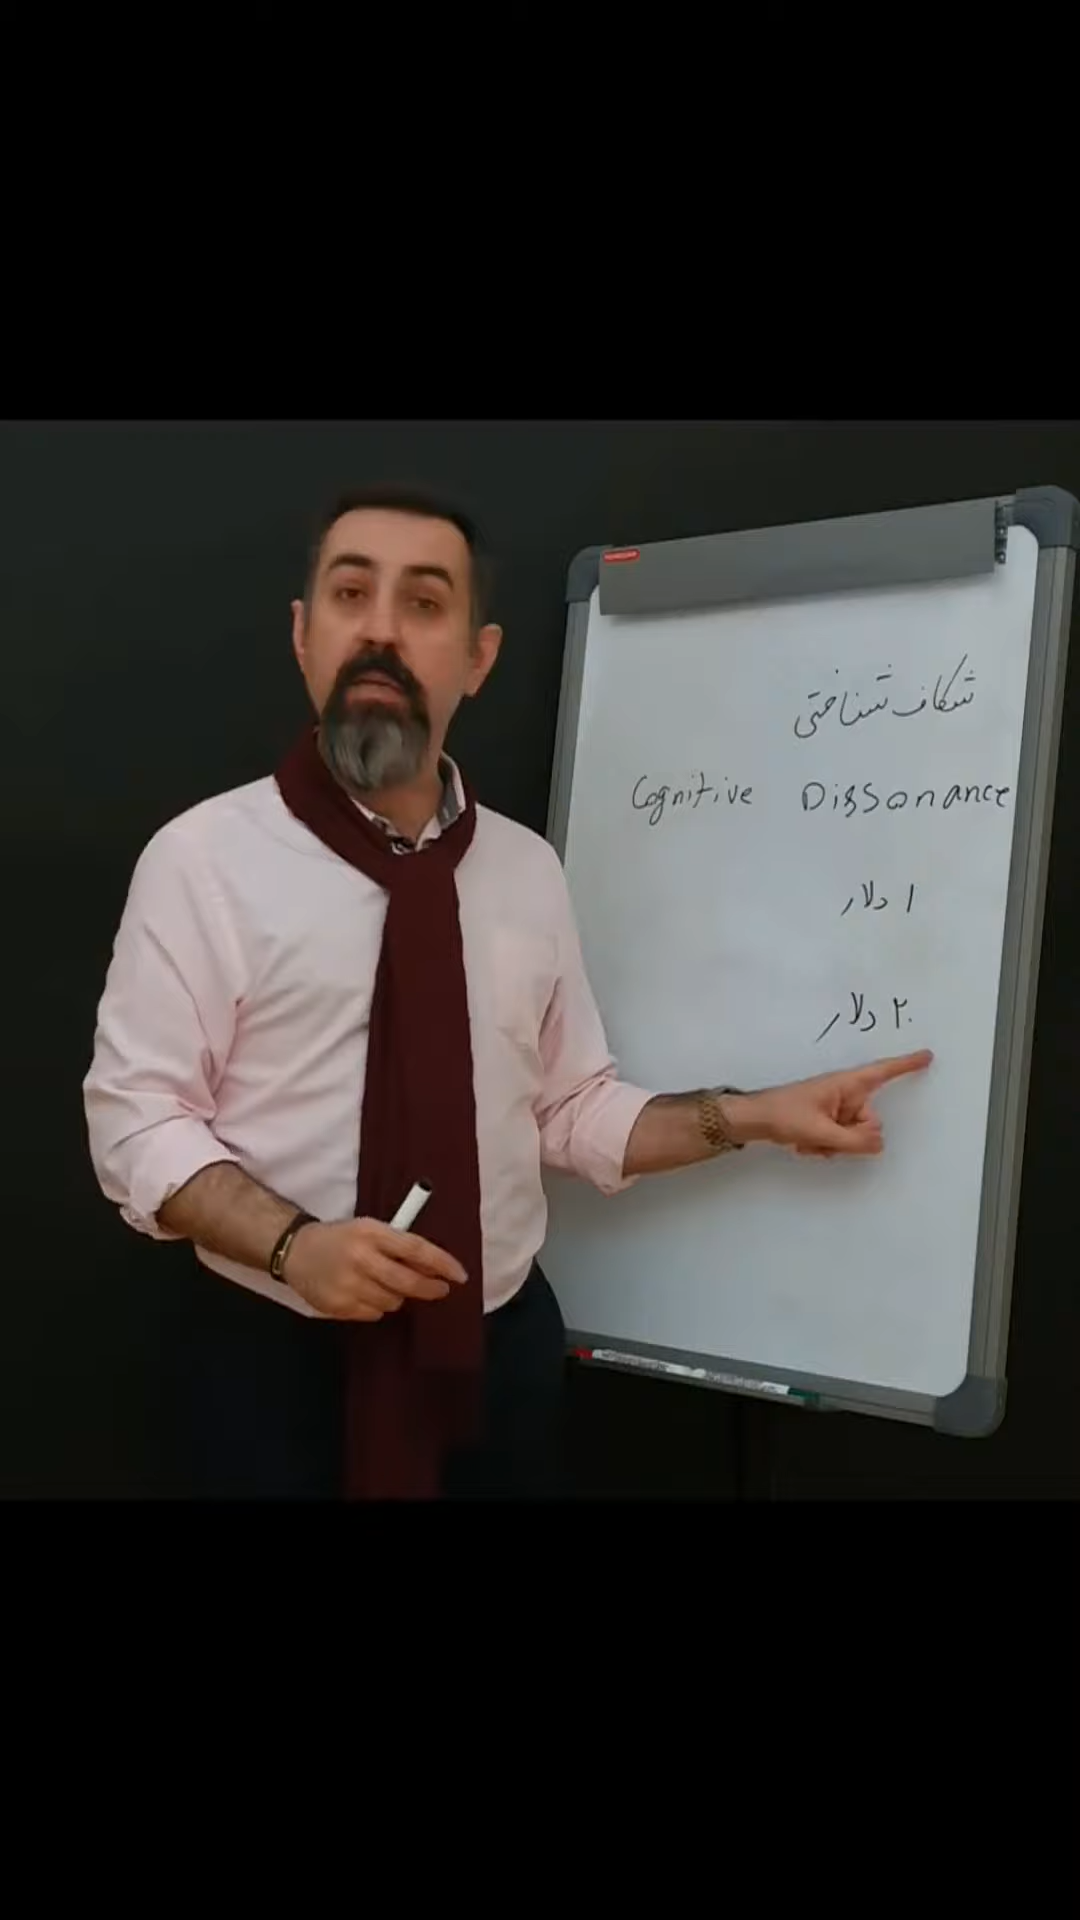 شکاف شناختی
Cognitive Dissonance
۱ دلار
۲۰ دلار